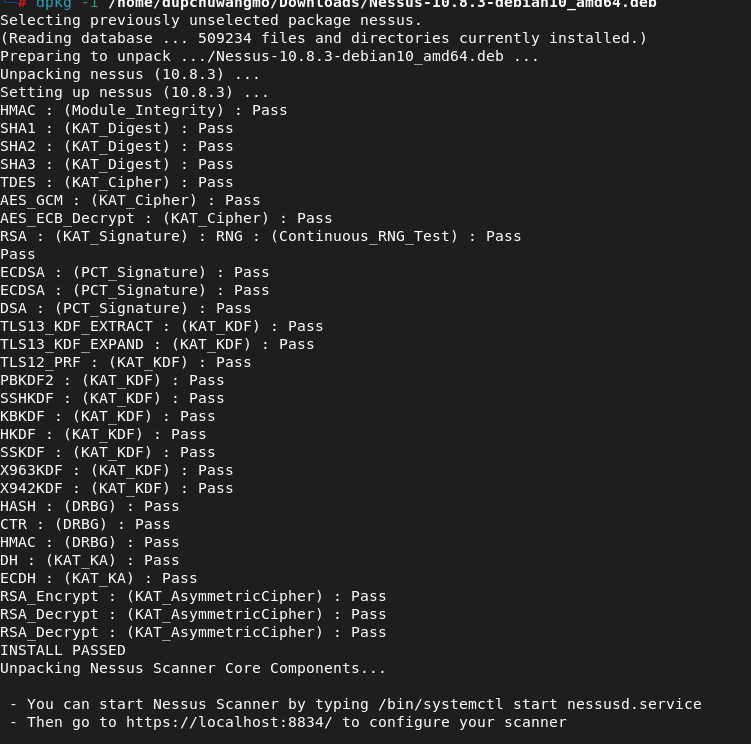 # dpkg -i /home/dupchuwangmo/Downloads/Nessus-10.8.3-debian10_amd64.deb
Selecting previously unselected package nessus.
(Reading database ... 509234 files and directories currently installed.)
Preparing to unpack .../Nessus-10.8.3-debian10_amd64.deb ...
Unpacking nessus (10.8.3) ...
Setting up nessus (10.8.3) ...
HMAC : (Module_Integrity) : Pass
SHA1 : (KAT_Digest) : Pass
SHA2 : (KAT_Digest) : Pass
SHA3 : (KAT_Digest) : Pass
TDES : (KAT_Cipher) : Pass
AES_GCM : (KAT_Cipher) : Pass
AES_ECB_Decrypt : (KAT_Cipher) : Pass
RSA : (KAT_Signature) : RNG : (Continuous_RNG_Test) : Pass
Pass
ECDSA : (PCT_Signature) : Pass
ECDSA : (PCT_Signature) : Pass
DSA : (PCT_Signature) : Pass
TLS13_KDF_EXTRACT : (KAT_KDF) : Pass
TLS13_KDF_EXPAND : (KAT_KDF) : Pass
TLS12_PRF : (KAT_KDF) : Pass
PBKDF2 : (KAT_KDF) : Pass
SSHKDF : (KAT_KDF) : Pass
KBKDF : (KAT_KDF) : Pass
HKDF : (KAT_KDF) : Pass
SSKDF : (KAT_KDF) : Pass
X963KDF : (KAT_KDF) : Pass
X942KDF : (KAT_KDF) : Pass
HASH : (DRBG) : Pass
CTR : (DRBG) : Pass
HMAC : (DRBG) : Pass
DH : (KAT_KA) : Pass
ECDH : (KAT_KA) : Pass
RSA_Encrypt : (KAT_AsymmetricCipher) : Pass
RSA_Decrypt : (KAT_AsymmetricCipher) : Pass
RSA_Decrypt : (KAT_AsymmetricCipher) : Pass
INSTALL PASSED
Unpacking Nessus Scanner Core Components...
- You can start Nessus Scanner by typing /bin/systemctl start nessusd.service
- Then go to https://localhost:8834/ to configure your scanner